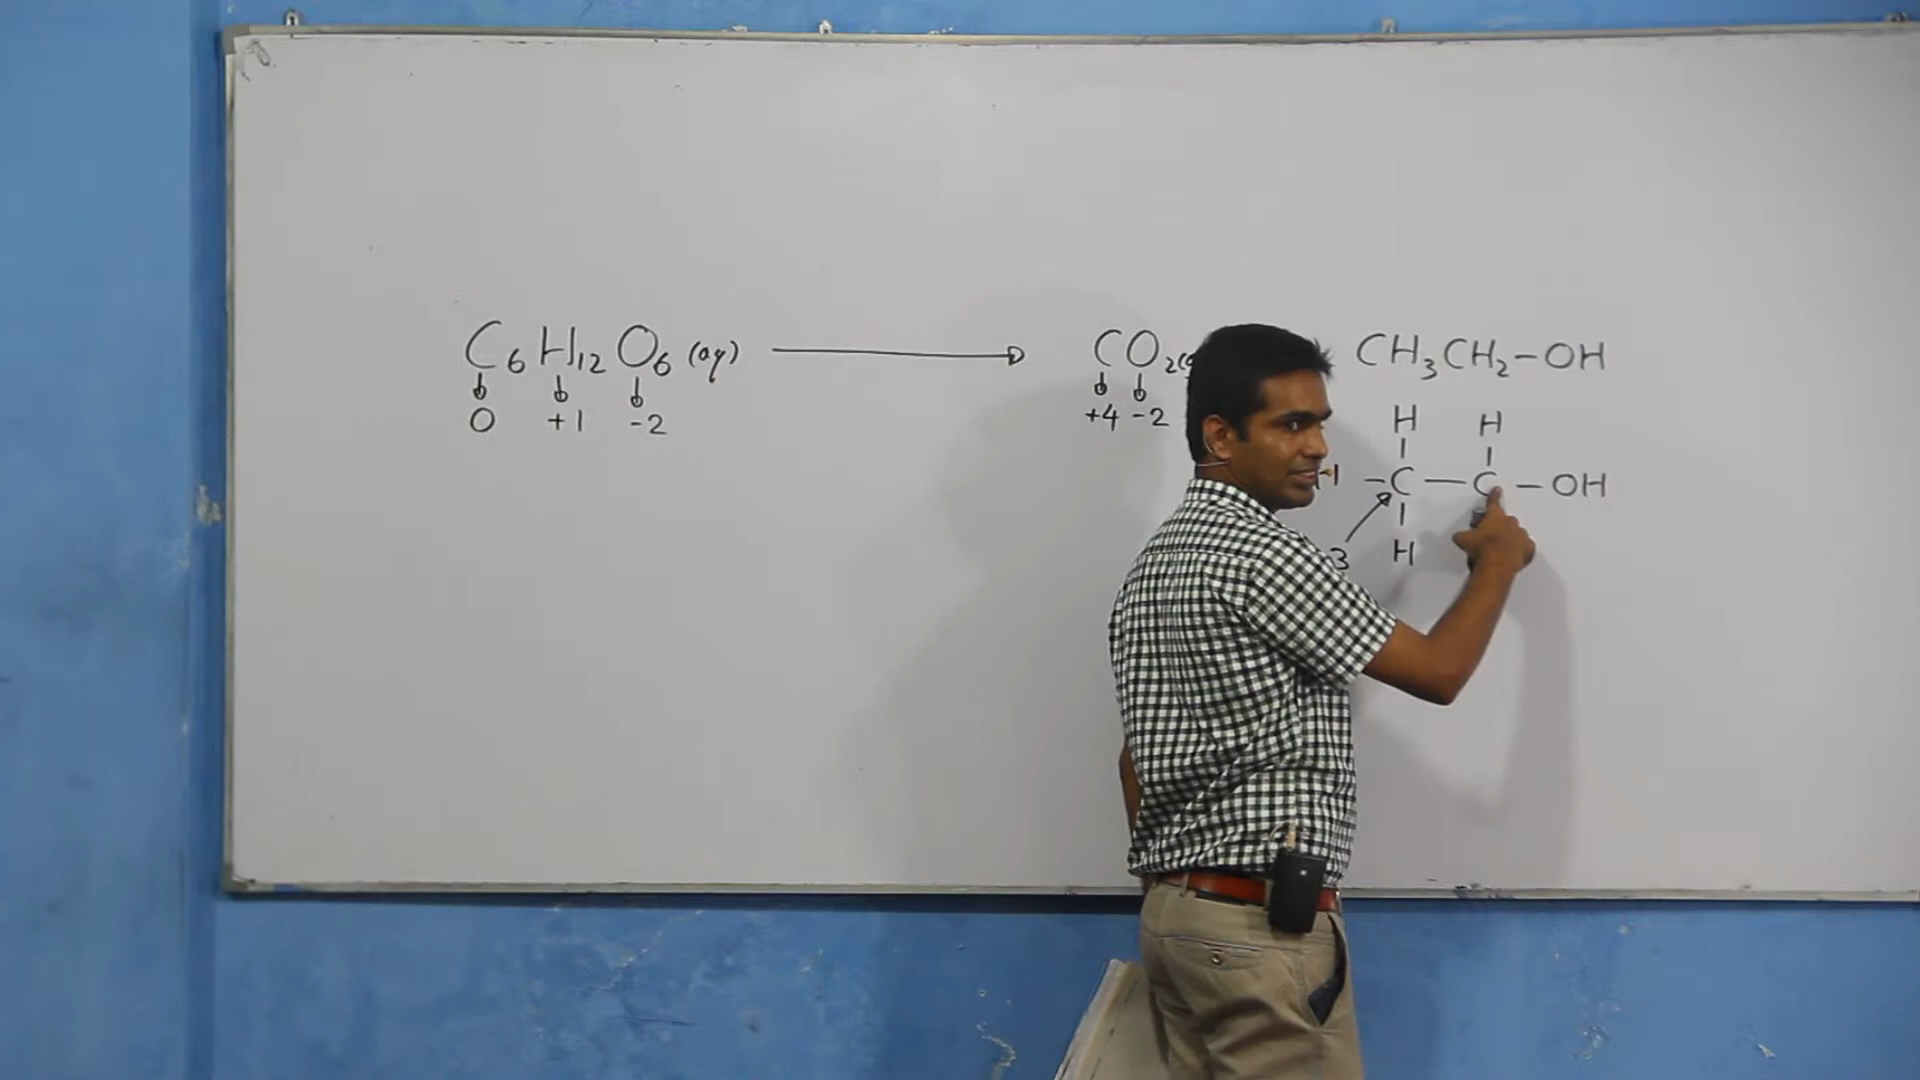 C6H12O6 (aq) → CO2 CH3CH2-OH
0 +1 -2 +4 -2
H H
-C-C-OH
3 H